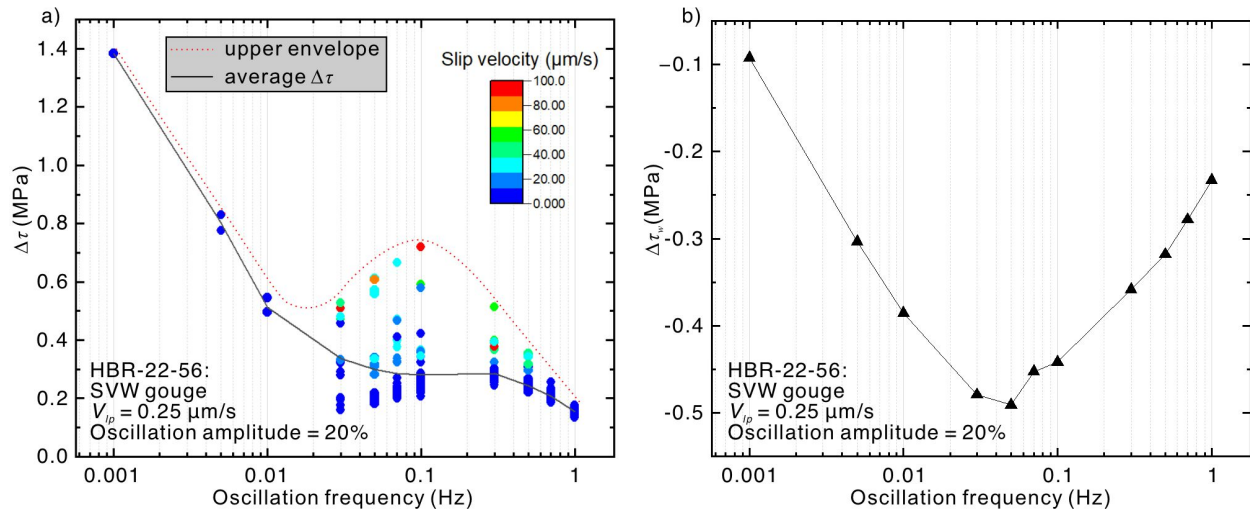 a)
upper envelope
average Δτ
Slip velocity (μm/s)
100.0
80.00
60.00
40.00
20.00
0.000
1.4
1.2
1.0
0.8
0.6
0.4
0.2
0.0
Δτ (MPa)
HBR-22-56:
SVW gouge
Vlp = 0.25 μm/s
Oscillation amplitude = 20%
0.001
0.01
0.1
1
Oscillation frequency (Hz)
b)
−0.1
-0.2
-0.3
-0.4
-0.5
Δτw (MPa)
HBR-22-56:
SVW gouge
Vlp = 0.25 μm/s
Oscillation amplitude = 20%
0.001
0.01
0.1
1
Oscillation frequency (Hz)